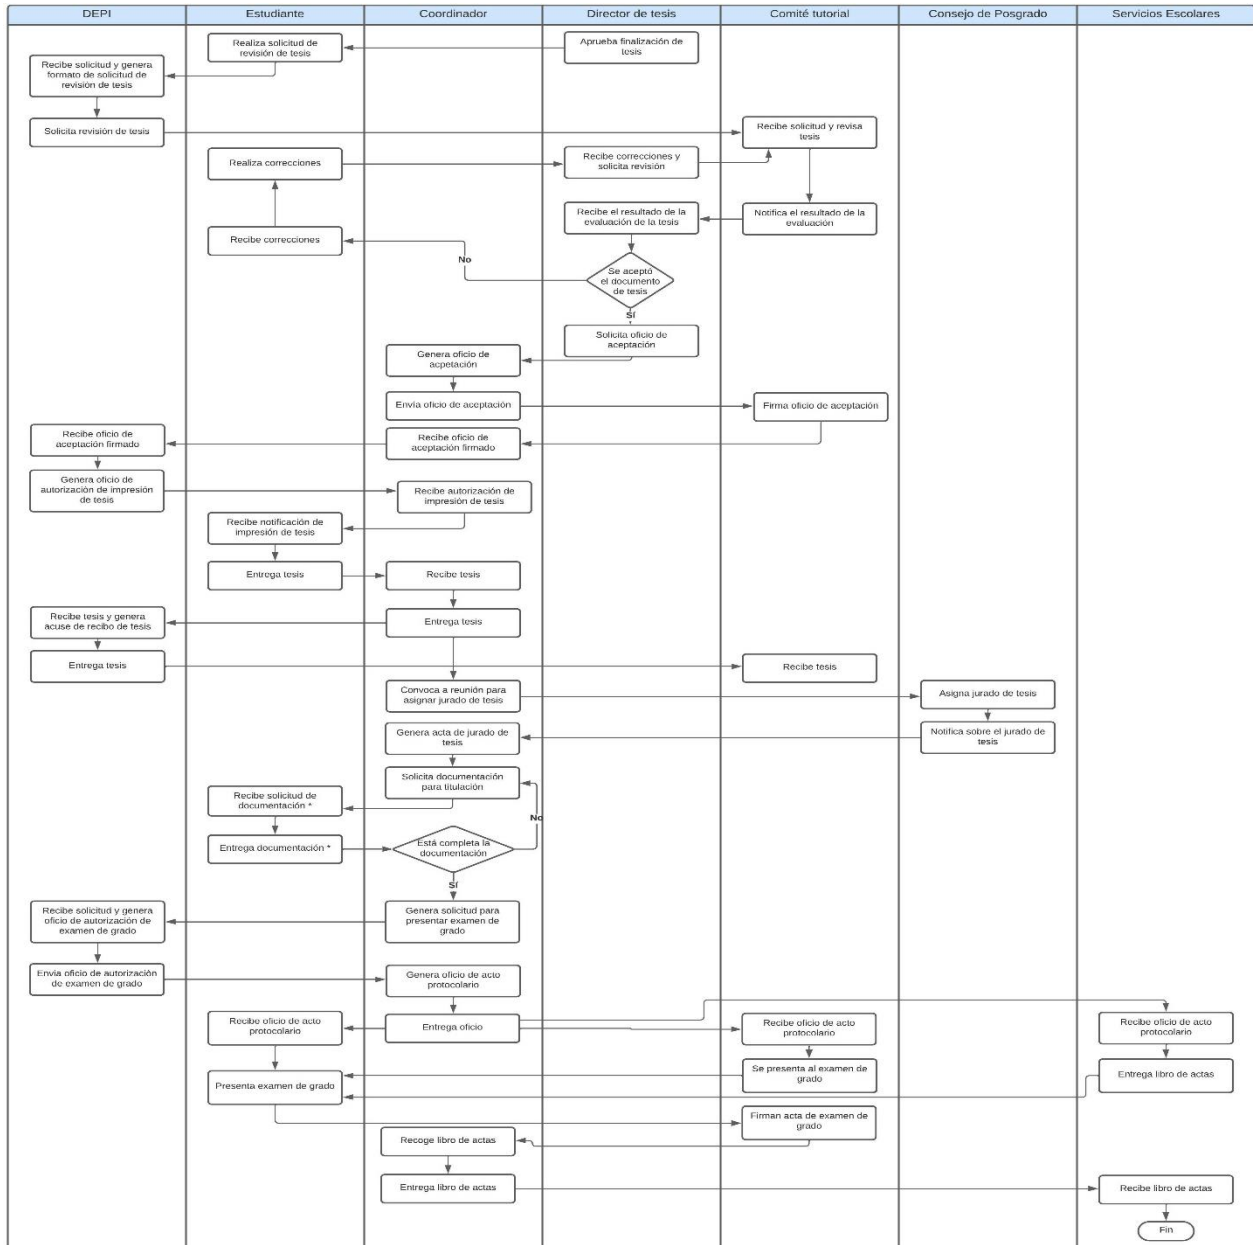 DEPI
Estudiante
Coordinador
Director de tesis
Comité tutorial
Consejo de Posgrado
Servicios Escolares
Realiza solicitud de
revisión de tesis
Aprueba finalización de
tesis
Recibe solicitud y genera
formato de solicitud de
revisión de tesis
Solicita revisión de tesis
Recibe solicitud y revisa
tesis
Realiza correcciones
Recibe correcciones y
solicita revisión
Recibe el resultado de la
evaluación de la tesis
Notifica el resultado de la
evaluación
Recibe correcciones
No
Se aceptó
el documento
de tesis
Sí
Solicita oficio de
aceptación
Genera oficio de
acpetación
Envía oficio de aceptación
Firma oficio de aceptación
Recibe oficio de
aceptación firmado
Recibe oficio de
aceptación firmado
Genera oficio de
autorización de impresión
de tesis
Recibe autorización de
impresión de tesis
Recibe notificación de
impresión de tesis
Entrega tesis
Recibe tesis
Recibe tesis y genera
acuse de recibo de tesis
Entrega tesis
Entrega tesis
Recibe tesis
Convoca a reunión para
asignar jurado de tesis
Asigna jurado de tesis
Genera acta de jurado de
tesis
Notifica sobre el jurado de
tesis
Solicita documentación
para titulación
Recibe solicitud de
documentación *
No
Entrega documentación *
Está completa la
documentación
Sí
Recibe solicitud y genera
oficio de autorización de
examen de grado
Genera solicitud para
presentar examen de
grado
Envía oficio de autorización
de examen de grado
Genera oficio de acto
protocolario
Recibe oficio de acto
protocolario
Entrega oficio
Recibe oficio de acto
protocolario
Recibe oficio de acto
protocolario
Presenta examen de grado
Se presenta al examen de
grado
Entrega libro de actas
Firman acta de examen de
grado
Recoge libro de actas
Entrega libro de actas
Recibe libro de actas
Fin